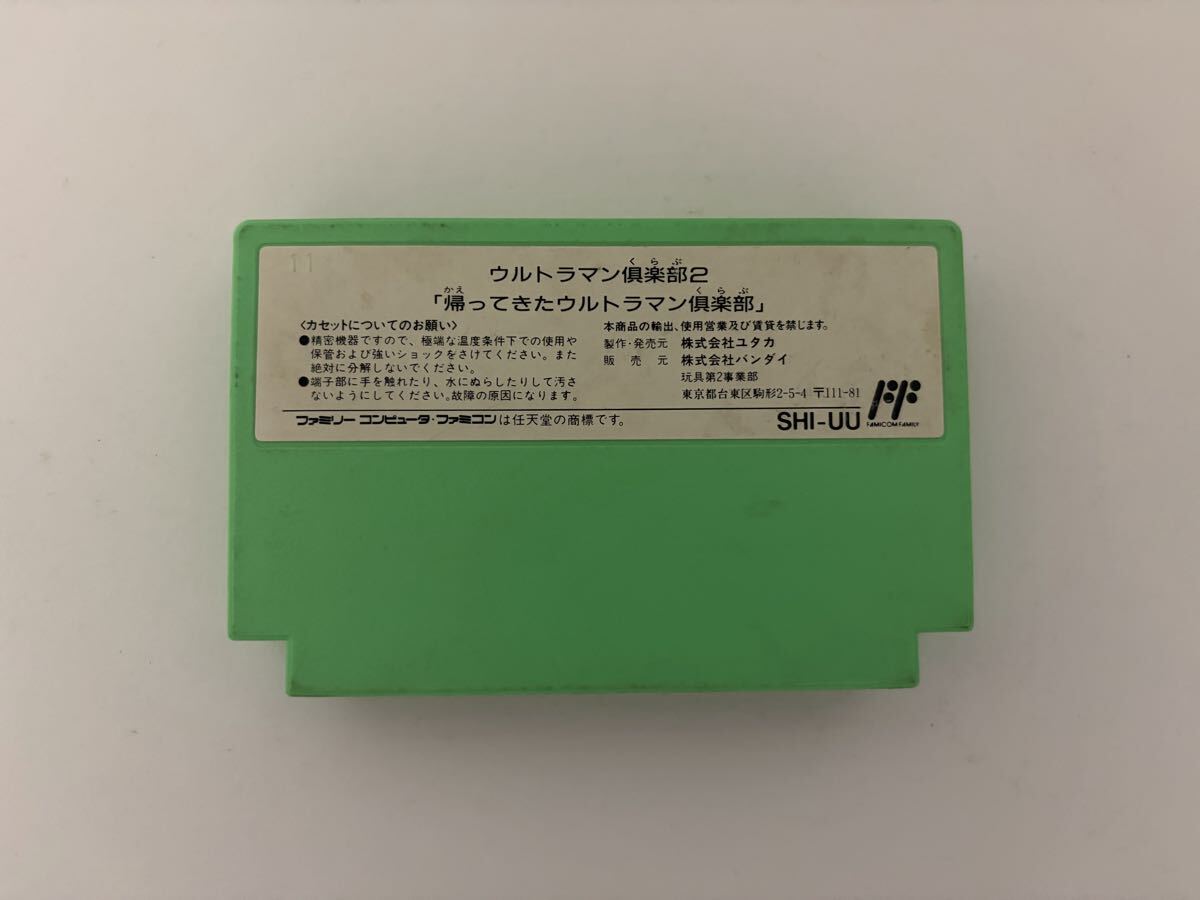 11
ウルトラマン倶楽部2
くらぶ
「帰ってきたウルトラマン倶楽部」
かえ くらぶ
〈カセットについてのお願い〉
●精密機器ですので、極端な温度条件下での使用や
保管および強いショックをさけてください。また
絶対に分解しないでください。
●端子部に手を触れたり、水にぬらしたりして汚さ
ないようにしてください。故障の原因になります。
本商品の輸出、使用営業及び賃貸を禁じます。
製作・発売元 株式会社ユタカ
販売元 株式会社バンダイ
玩具第2事業部
東京都台東区駒形2-5-4 〒111-81
ファミリーコンピュータ・ファミコンは任天堂の商標です。
SHI-UU
FAMICOM FAMILY